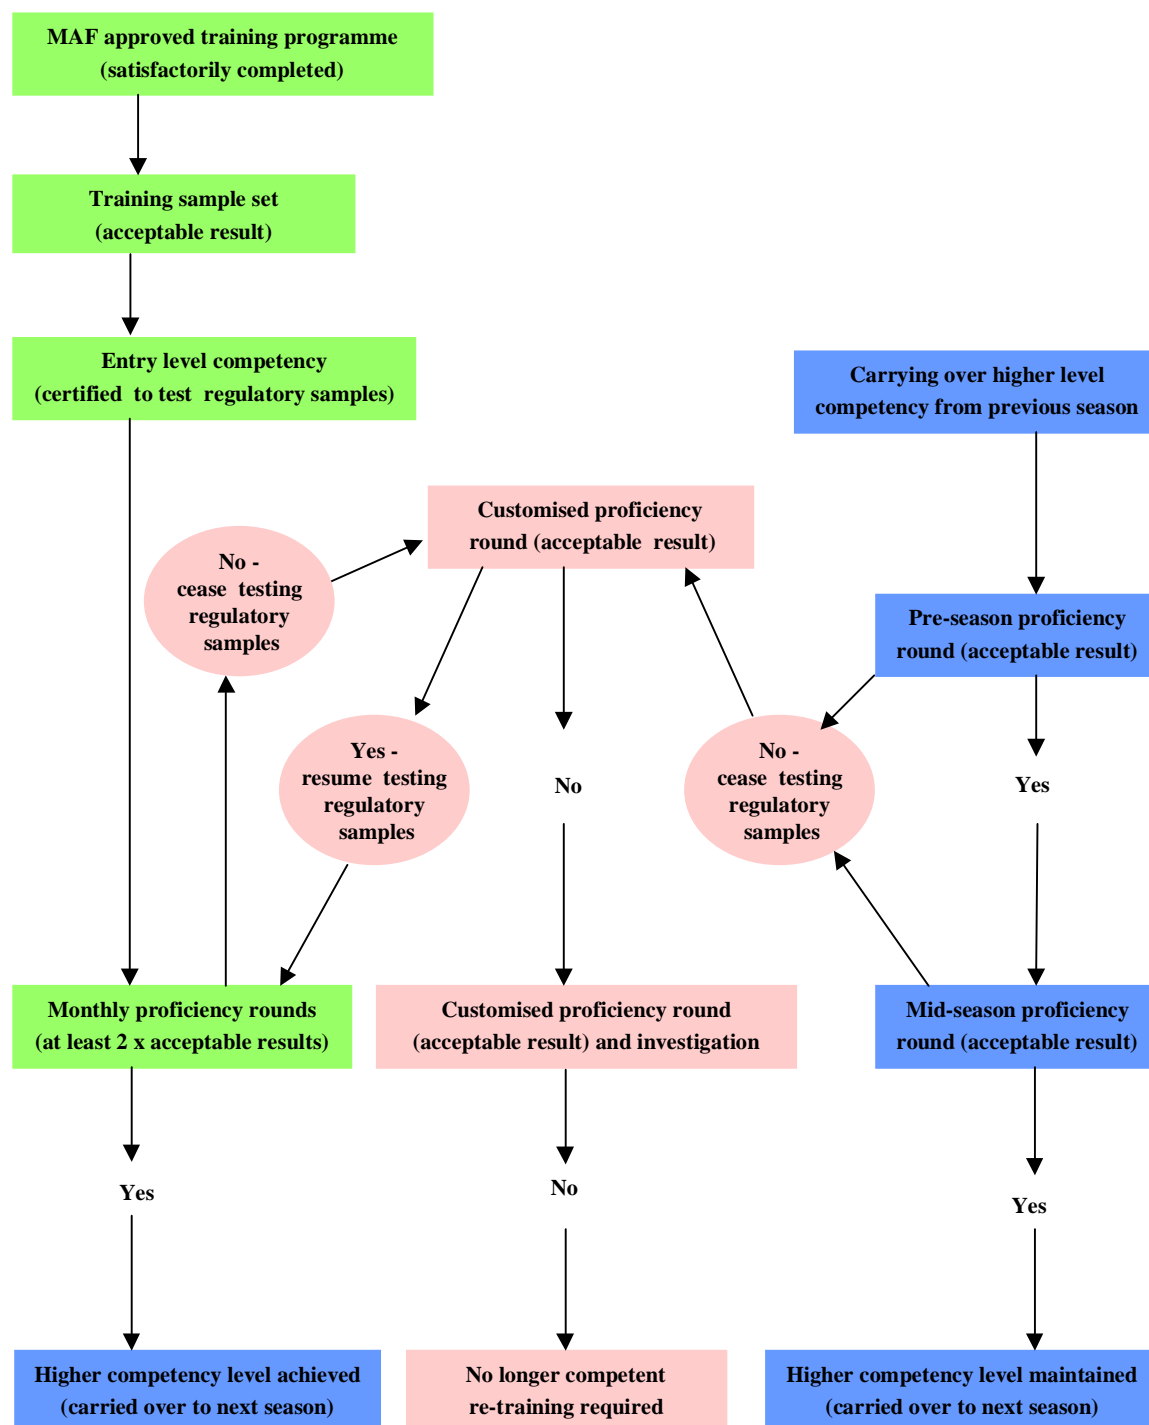 MAF approved training programme
(satisfactorily completed)
Training sample set
(acceptable result)
Entry level competency
(certified to test regulatory samples)
Carrying over higher level
competency from previous season
Customised proficiency
round (acceptable result)
No -
cease testing
regulatory
samples
Pre-season proficiency
round (acceptable result)
Yes -
resume testing
regulatory
samples
No
No -
cease testing
regulatory
samples
Yes
Monthly proficiency rounds
(at least 2 x acceptable results)
Customised proficiency round
(acceptable result) and investigation
Mid-season proficiency
round (acceptable result)
Yes
No
Yes
Higher competency level achieved
(carried over to next season)
No longer competent
re-training required
Higher competency level maintained
(carried over to next season)